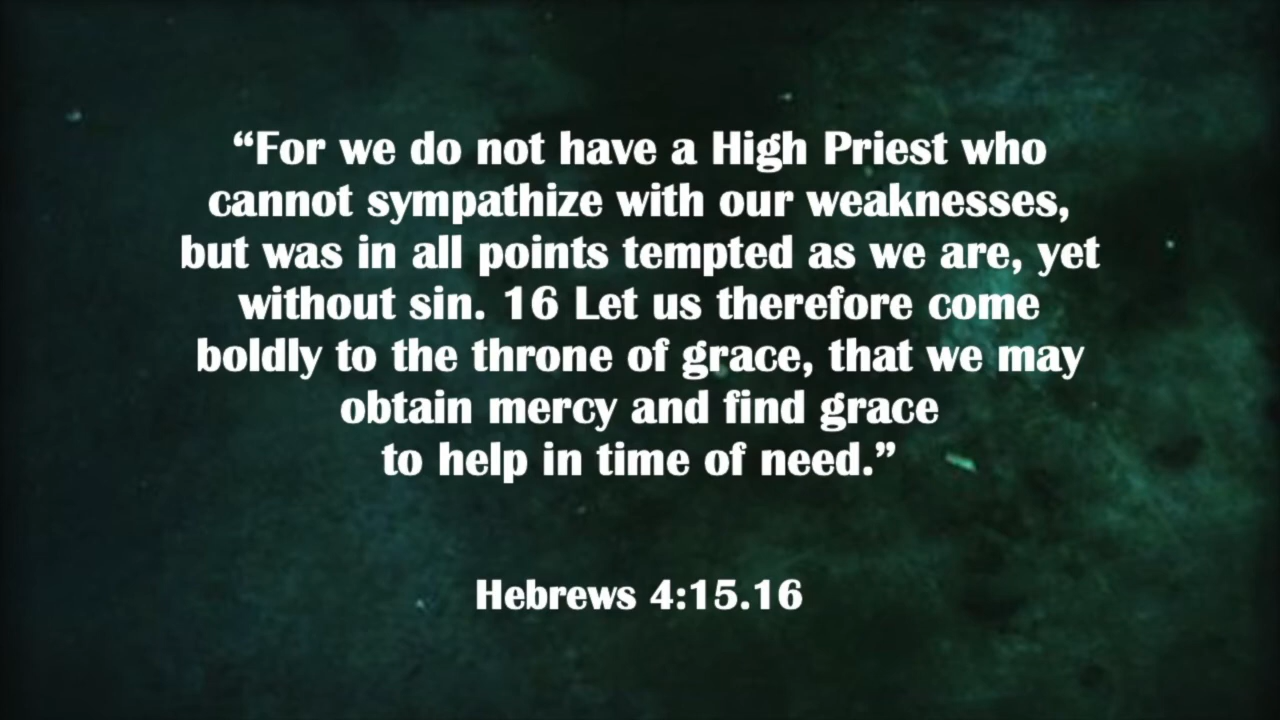 “For we do not have a High Priest who
cannot sympathize with our weaknesses,
but was in all points tempted as we are, yet
without sin. 16 Let us therefore come
boldly to the throne of grace, that we may
obtain mercy and find grace
to help in time of need.”
Hebrews 4:15.16